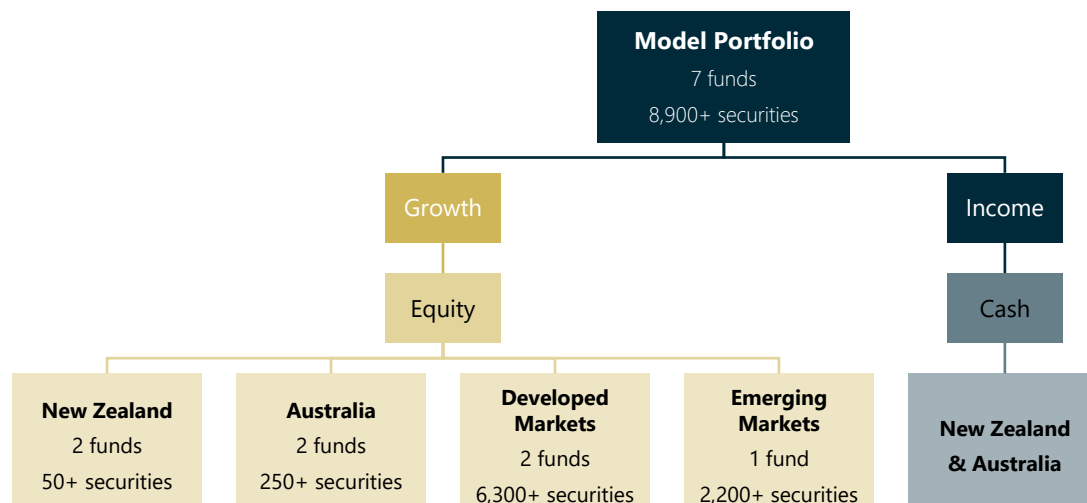 Model Portfolio
7 funds
8,900+ securities
Growth
Income
Equity
Cash
New Zealand
2 funds
50+ securities
Australia
2 funds
250+ securities
Developed
Markets
2 funds
6,300+ securities
Emerging
Markets
1 fund
2,200+ securities
New Zealand
& Australia